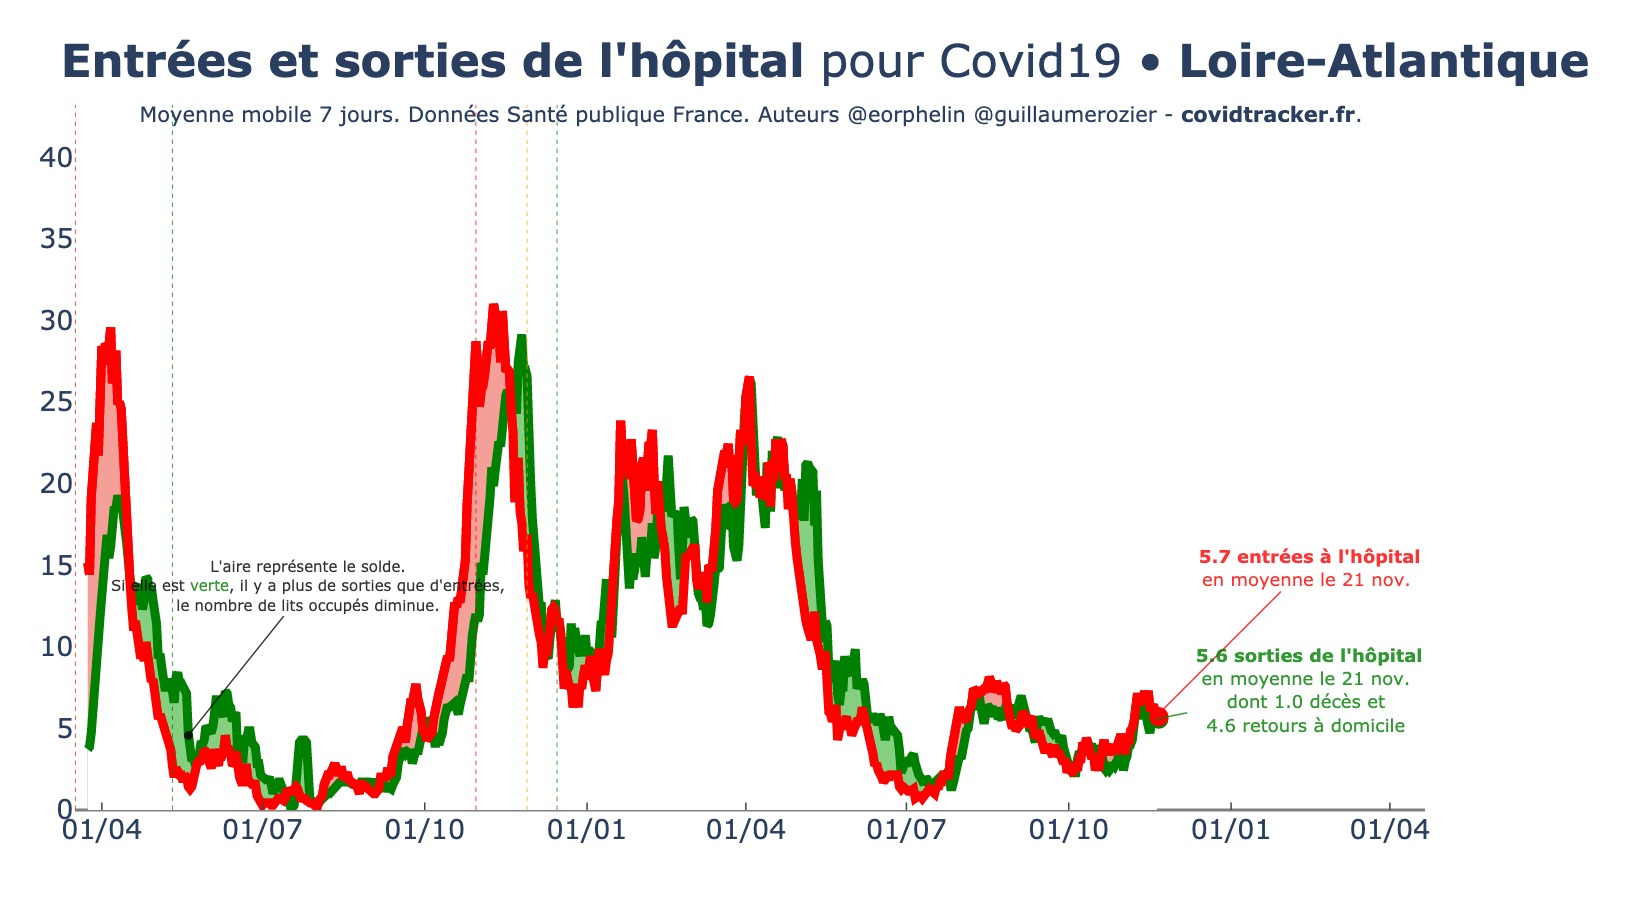 Entrées et sorties de l'hôpital pour Covid19 • Loire-Atlantique
Moyenne mobile 7 jours. Données Santé publique France. Auteurs @eorphelin @guillaumerozier - covidtracker.fr.
40
35
30
25
20
15
10
5
0
L'aire représente le solde.
Si elle est verte, il y a plus de sorties que d'entrées,
le nombre de lits occupés diminue.
5.7 entrées à l'hôpital
en moyenne le 21 nov.
5.6 sorties de l'hôpital
en moyenne le 21 nov.
dont 1.0 décès et
4.6 retours à domicile
01/04 01/07 01/10 01/01 01/04 01/07 01/10 01/01 01/04